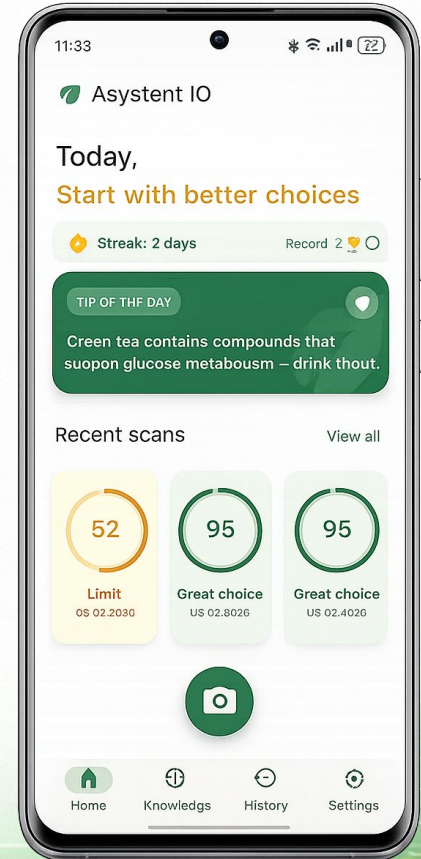 11:33
22
Asystent IO
Today,
Start with better choices
Streak: 2 days
Record 2
TIP OF THF DAY
Creen tea contains compounds that
suopon glucose metabousm – drink thout.
Recent scans
View all
52
95
95
Limit
Great choice
Great choice
OS 02.2030
US 02.8026
US 02.4026
Home
Knowledgs
History
Settings